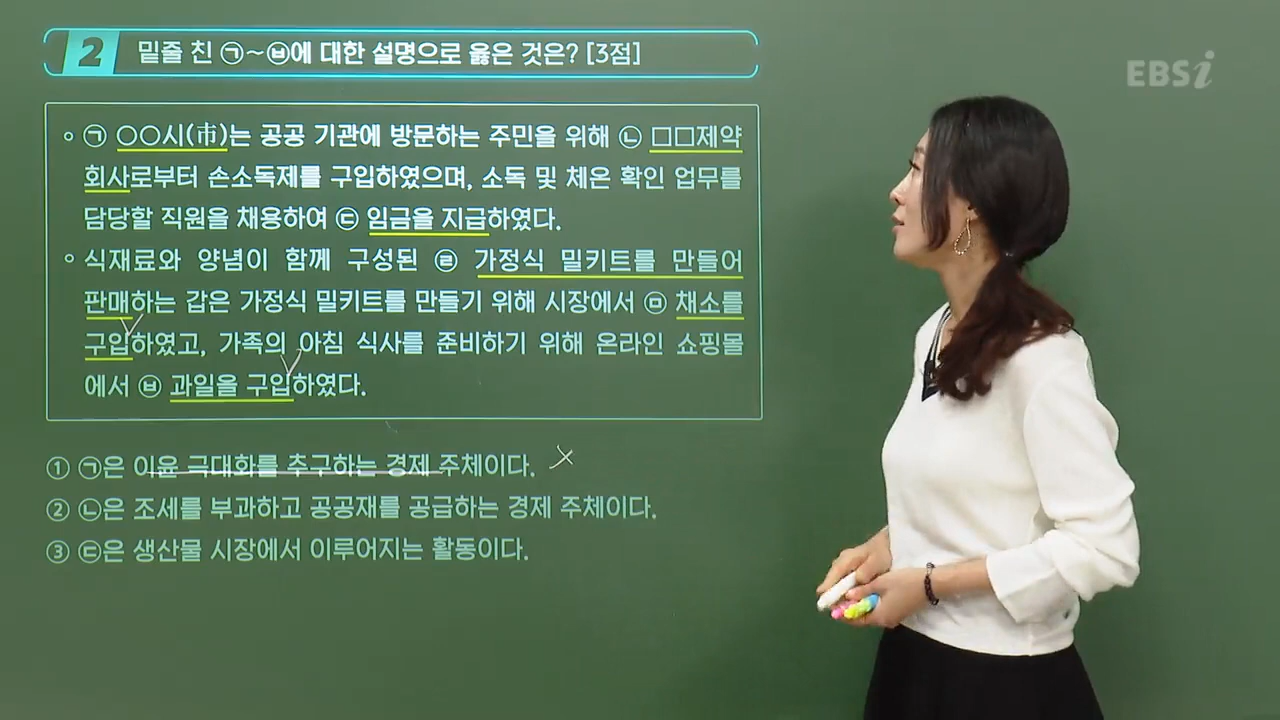 2 밑줄 친 ㉠~㉥에 대한 설명으로 옳은 것은? [3점]
EBSi
○ ㉠ ○○시(市)는 공공 기관에 방문하는 주민을 위해 ㉡ □□제약
회사로부터 손소독제를 구입하였으며, 소독 및 체온 확인 업무를
담당할 직원을 채용하여 ㉢ 임금을 지급하였다.
○ 식재료와 양념이 함께 구성된 ㉣ 가정식 밀키트를 만들어
판매하는 갑은 가정식 밀키트를 만들기 위해 시장에서 ㉤ 채소를
구입하였고, 가족의 아침 식사를 준비하기 위해 온라인 쇼핑몰
에서 ㉥ 과일을 구입하였다.
① ㉠은 이윤 극대화를 추구하는 경제 주체이다.
② ㉡은 조세를 부과하고 공공재를 공급하는 경제 주체이다.
③ ㉢은 생산물 시장에서 이루어지는 활동이다.